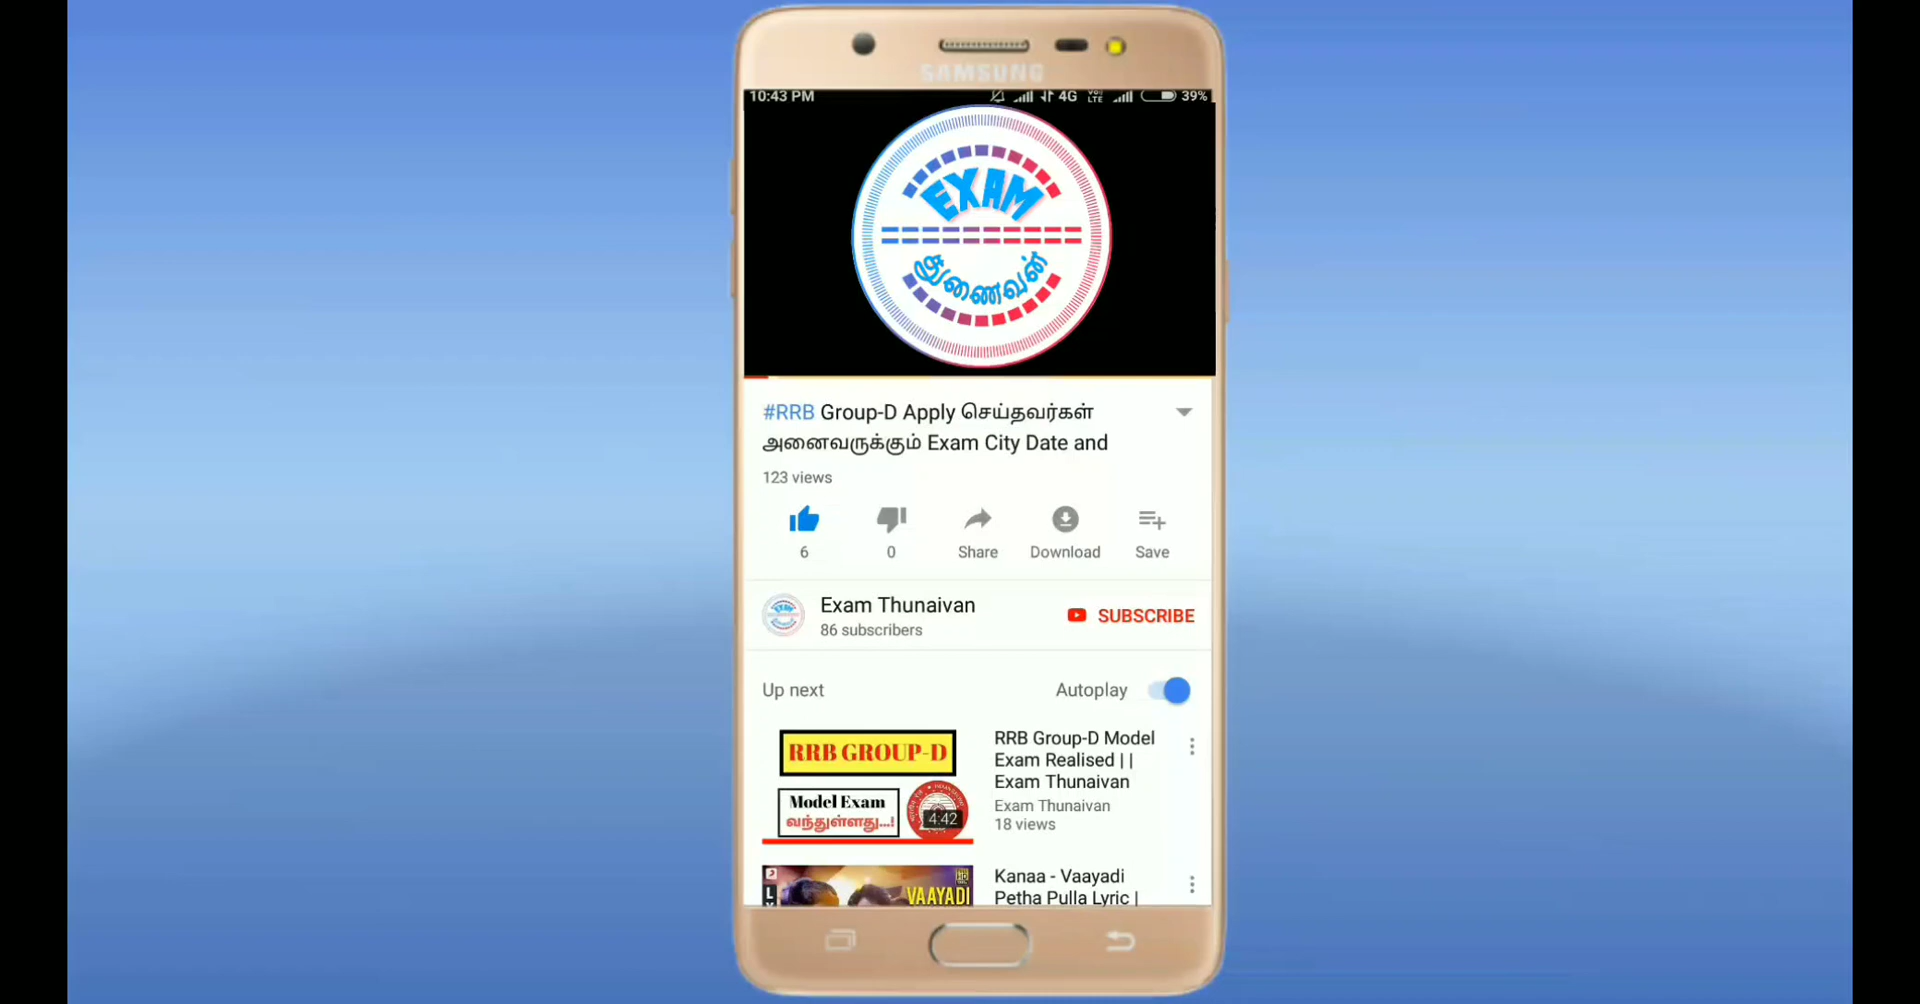 SAMSUNG
10:43 PM
4G VoLTE 39%
EXAM
துணைவன்
#RRB Group-D Apply செய்தவர்கள்
அனைவருக்கும் Exam City Date and
123 views
6
0
Share
Download
Save
Exam Thunaivan
86 subscribers
SUBSCRIBE
Up next
Autoplay
RRB GROUP-D
Model Exam
வந்துள்ளது...!
4:42
RRB Group-D Model
Exam Realised ||
Exam Thunaivan
Exam Thunaivan
18 views
VAAYADI
Kanaa - Vaayadi
Petha Pulla Lyric |